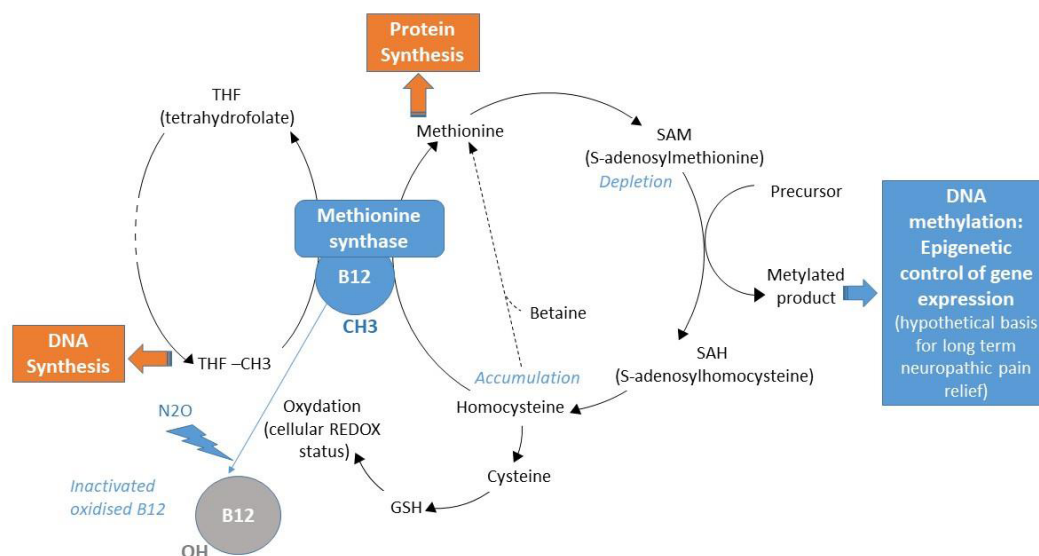 Protein
Synthesis
THF
(tetrahydrofolate)
Methionine
SAM
(S-adenosylmethionine)
Depletion
Precursor
DNA
methylation:
Epigenetic
control of gene
expression
(hypothetical basis
for long term
neuropathic pain
relief)
Methionine
synthase
B12
CH3
Metylated
product
Betaine
DNA
Synthesis
THF –CH3
SAH
(S-adenosylhomocysteine)
Accumulation
Homocysteine
N2O
Oxydation
(cellular REDOX
status)
Cysteine
GSH
Inactivated
oxidised B12
B12
OH